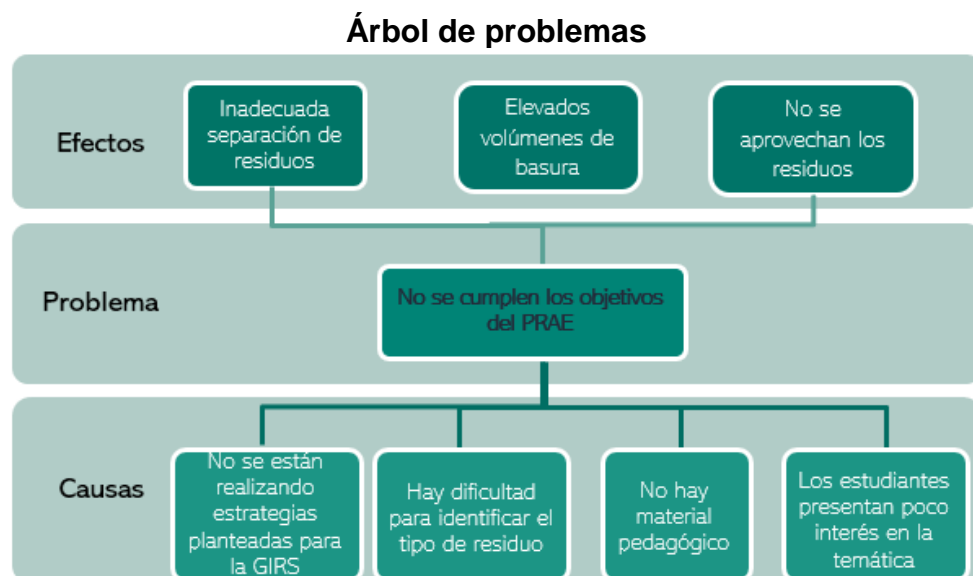 Árbol de problemas
Efectos
Inadecuada
separación de
residuos
Elevados
volúmenes de
basura
No se
aprovechan los
residuos
Problema
No se cumplen los objetivos
del PRAE
Causas
No se están
realizando
estrategias
planteadas para
la GIRS
Hay dificultad
para identificar el
tipo de residuo
No hay
material
pedagógico
Los estudiantes
presentan poco
interés en la
temática